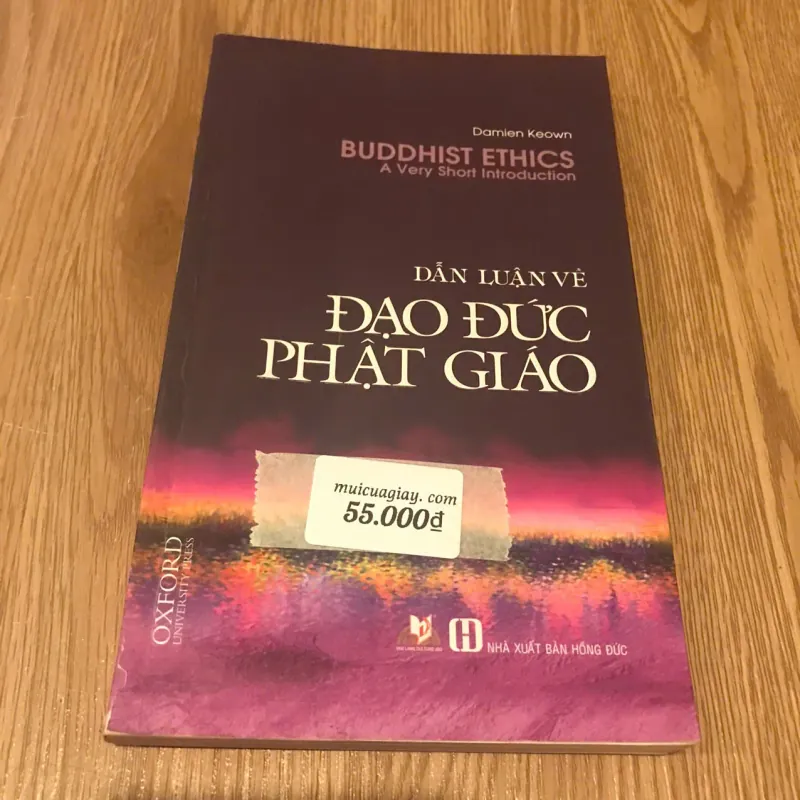 Damien Keown
BUDDHIST ETHICS
A Very Short Introduction
DẪN LUẬN VỀ
ĐẠO ĐỨC
PHẬT GIÁO
muicuagiay. com
55.000đ
OXFORD
UNIVERSITY PRESS
NHÀ XUẤT BẢN HỒNG ĐỨC